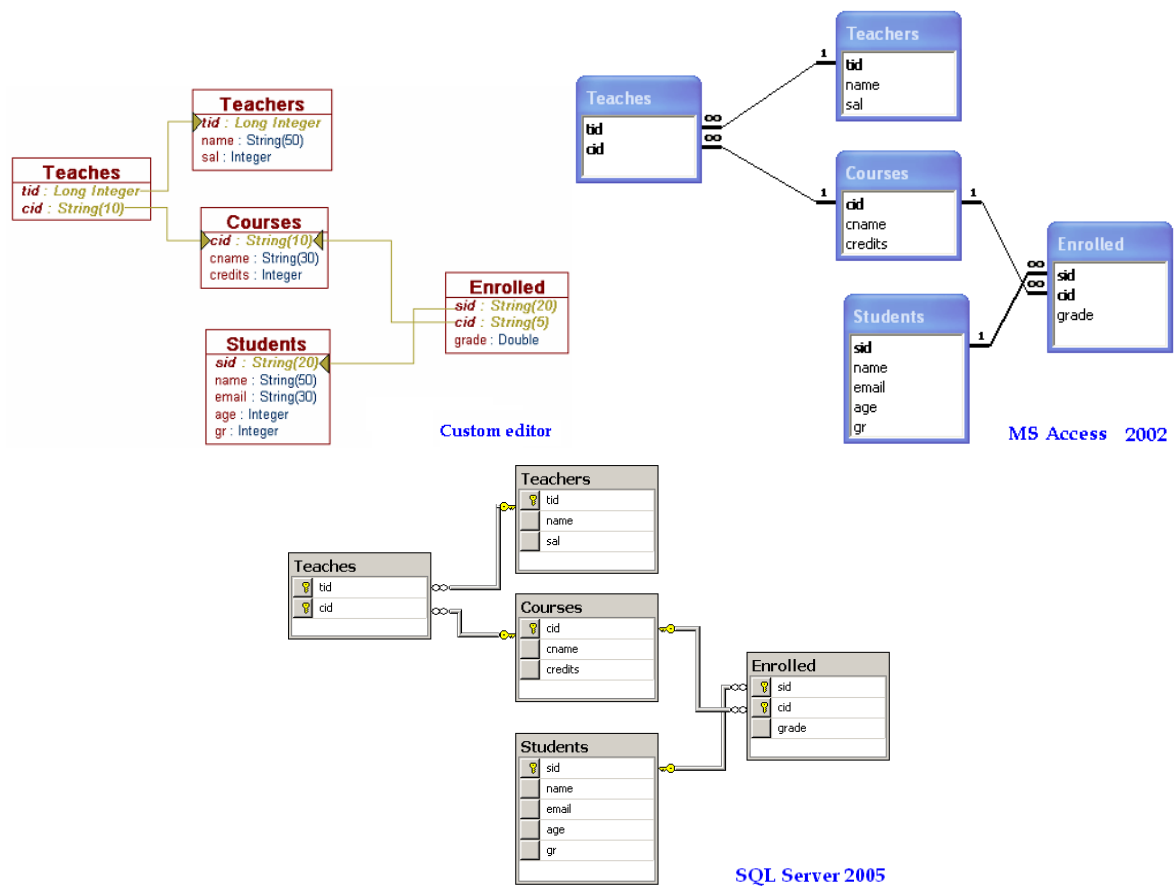 Teachers
tid : Long Integer
name : String(50)
sal : Integer
Teaches
tid : Long Integer
cid : String(10)
Courses
cid : String(10)
cname : String(30)
credits : Integer
Enrolled
sid : String(20)
cid : String(5)
grade : Double
Students
sid : String(20)
name : String(50)
email : String(30)
age : Integer
gr : Integer
Custom editor
Teachers
tid
name
sal
1
Teaches
tid
cid
∞
∞
Courses
cid
cname
credits
1
1
Enrolled
sid
cid
grade
∞
∞
Students
sid
name
email
age
gr
1
MS Access 2002
Teachers
tid
name
sal
Teaches
tid
cid
∞
∞
Courses
cid
cname
credits
Enrolled
sid
cid
grade
∞
∞
Students
sid
name
email
age
gr
SQL Server 2005